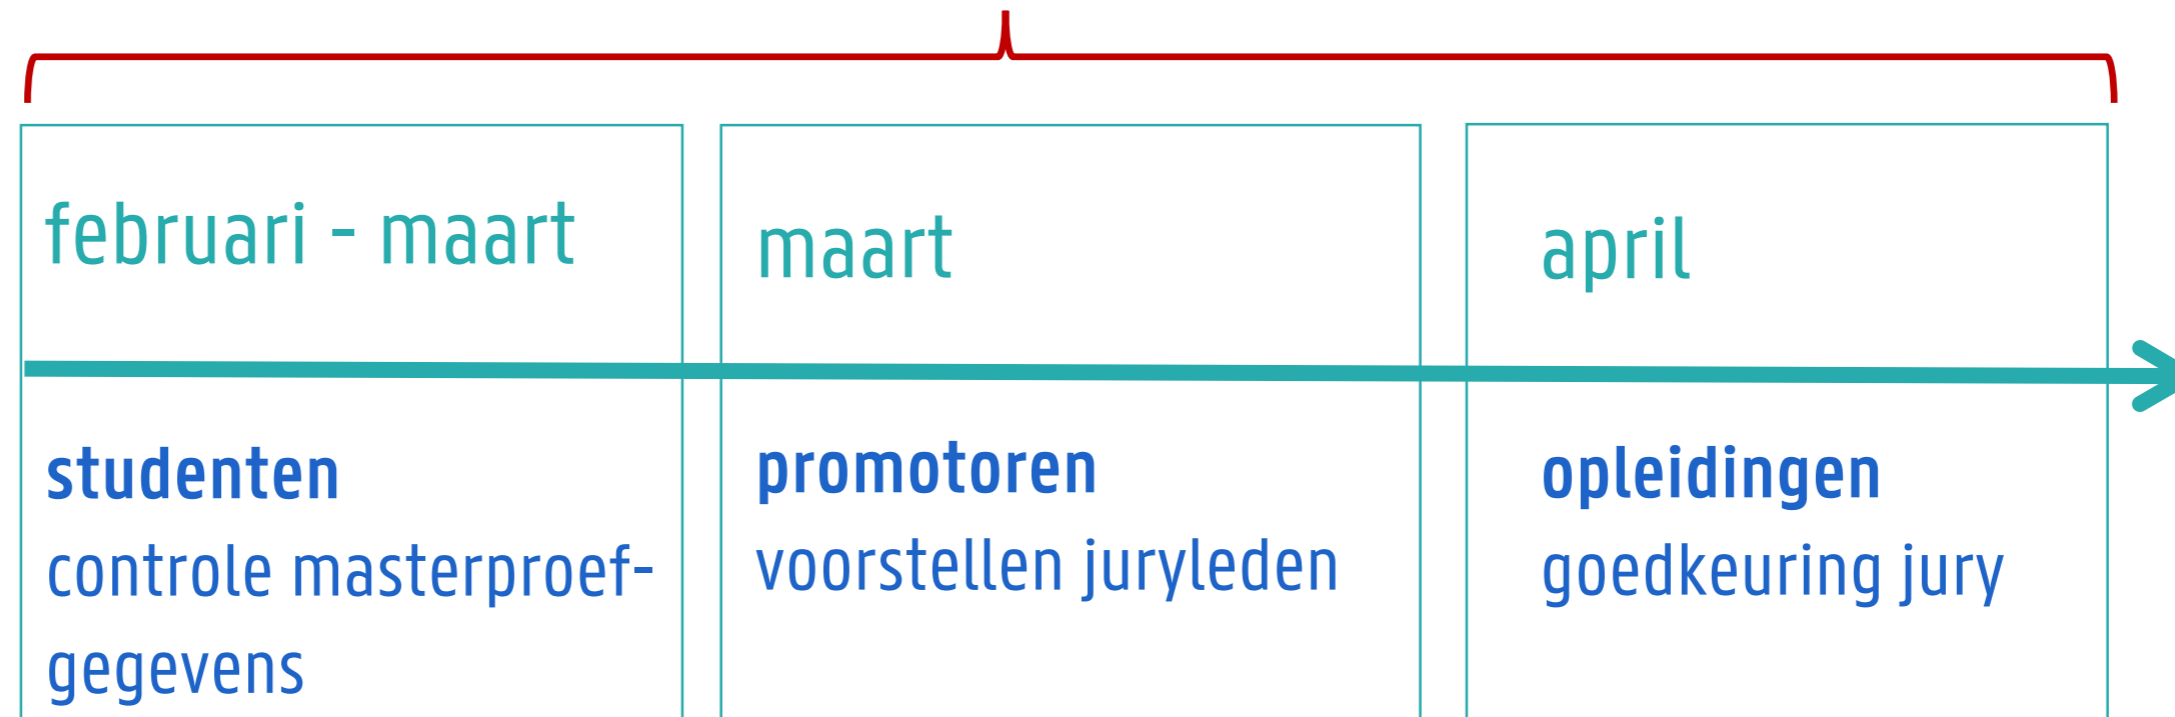 februari - maart
studenten
controle masterproef-
gegevens
maart
promotoren
voorstellen juryleden
april
opleidingen
goedkeuring jury